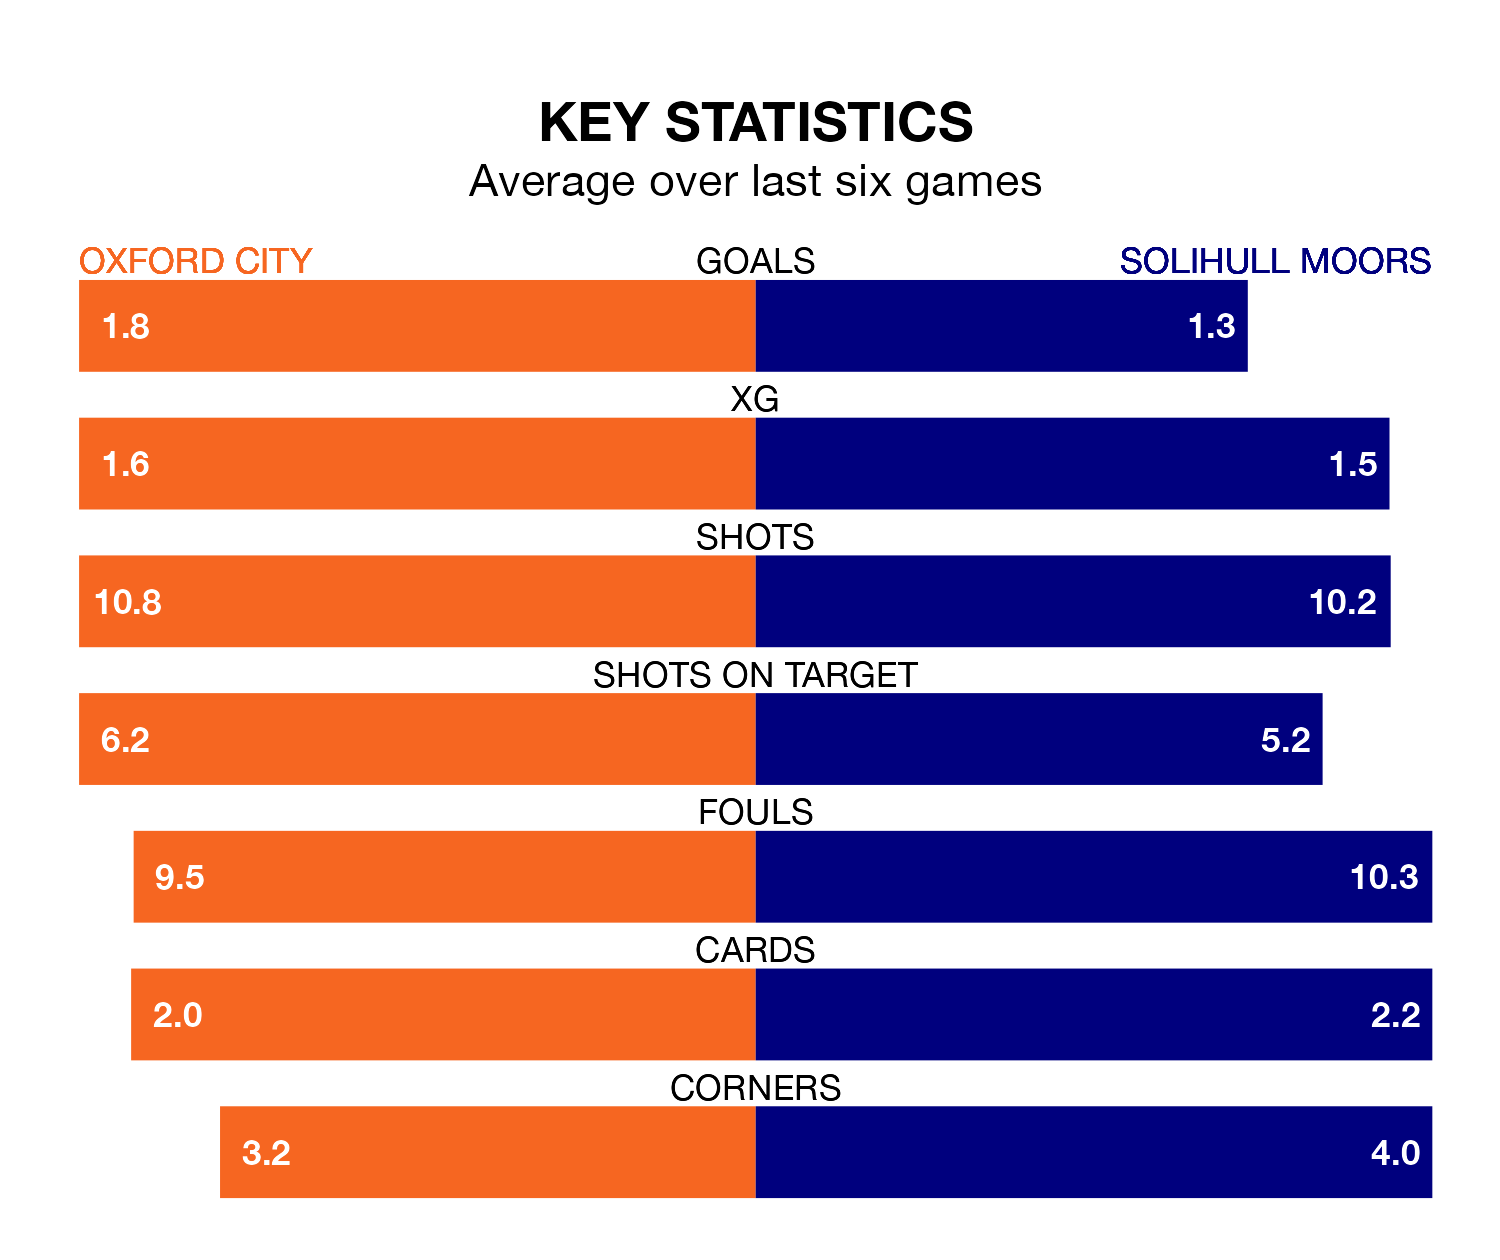 KEY STATISTICS
Average over last six games
OXFORD CITY GOALS SOLIHULL MOORS
1.8 1.3
XG
1.6 1.5
SHOTS
10.8 10.2
SHOTS ON TARGET
6.2 5.2
FOULS
9.5 10.3
CARDS
2.0 2.2
CORNERS
3.2 4.0